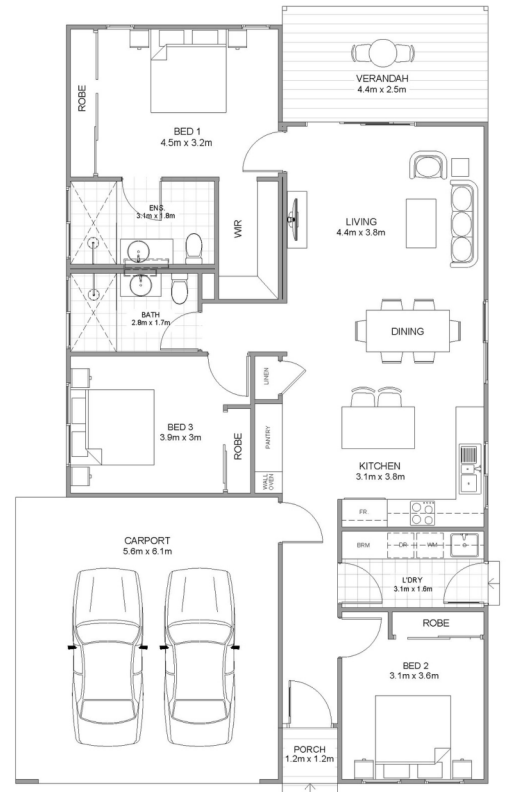 VERANDAH
4.4m x 2.5m
ROBE
BED 1
4.5m x 3.2m
ENS.
3.1m x 1.8m
WIR
LIVING
4.4m x 3.8m
BATH
2.8m x 1.7m
DINING
LINEN
BED 3
3.9m x 3m
ROBE
PANTRY
WALL
OVEN
KITCHEN
3.1m x 3.8m
FR.
CARPORT
5.6m x 6.1m
BRM
DR
WM
L'DRY
3.1m x 1.6m
ROBE
BED 2
3.1m x 3.6m
PORCH
1.2m x 1.2m